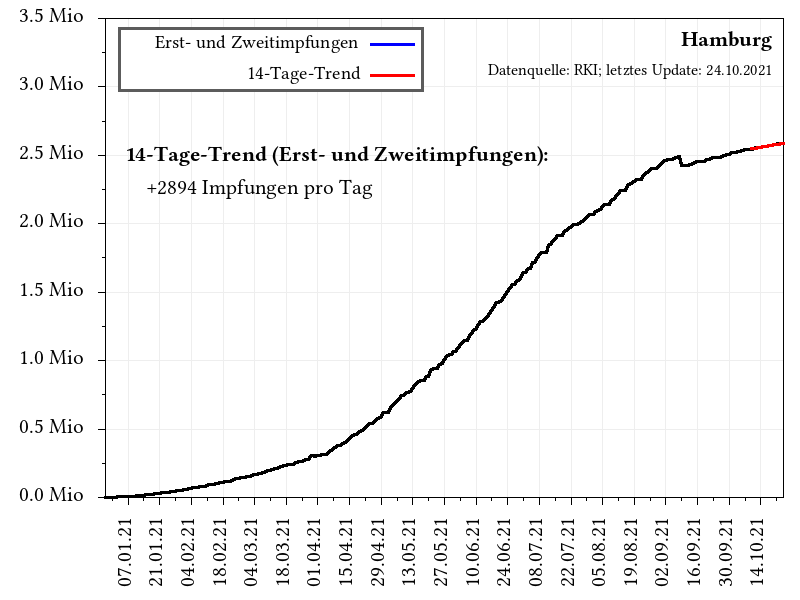 3.5 Mio
3.0 Mio
2.5 Mio
2.0 Mio
1.5 Mio
1.0 Mio
0.5 Mio
0.0 Mio
Erst- und Zweitimpfungen
14-Tage-Trend
Hamburg
Datenquelle: RKI; letztes Update: 24.10.2021
14-Tage-Trend (Erst- und Zweitimpfungen):
+2894 Impfungen pro Tag
07.01.21
21.01.21
04.02.21
18.02.21
04.03.21
18.03.21
01.04.21
15.04.21
29.04.21
13.05.21
27.05.21
10.06.21
24.06.21
08.07.21
22.07.21
05.08.21
19.08.21
02.09.21
16.09.21
30.09.21
14.10.21